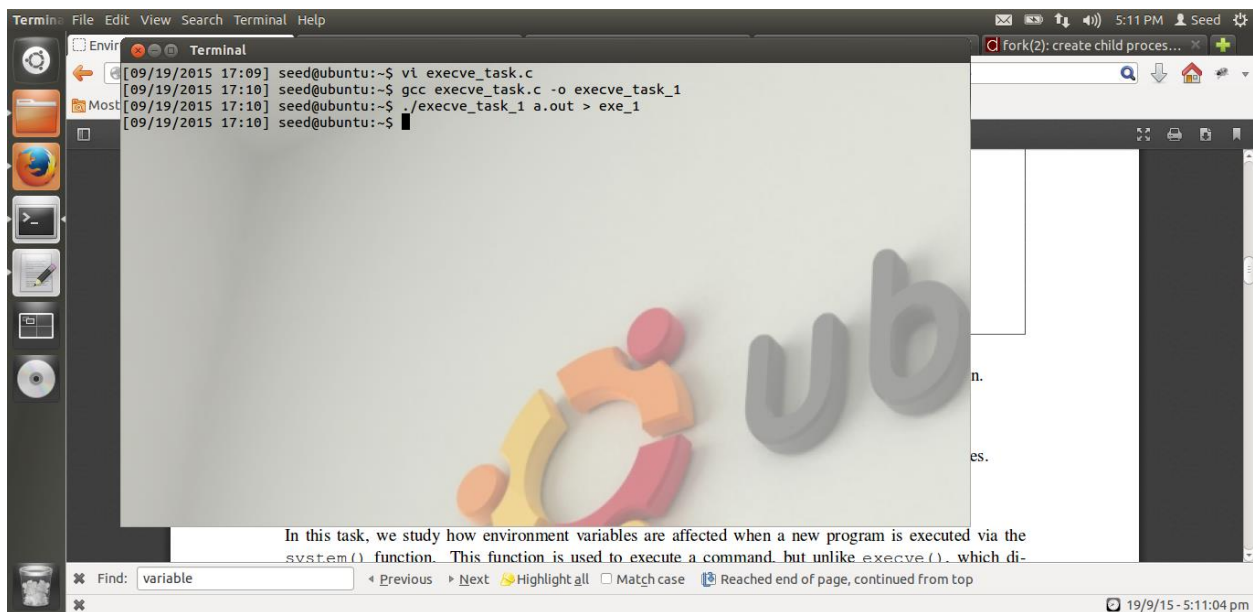 Termina File Edit View Search Terminal Help 5:11 PM Seed
Envir Terminal fork(2): create child proces...
[09/19/2015 17:09] seed@ubuntu:~$ vi execve_task.c
[09/19/2015 17:10] seed@ubuntu:~$ gcc execve_task.c -o execve_task_1
Most [09/19/2015 17:10] seed@ubuntu:~$ ./execve_task_1 a.out > exe_1
[09/19/2015 17:10] seed@ubuntu:~$
ub
n.
es.
In this task, we study how environment variables are affected when a new program is executed via the
system() function. This function is used to execute a command, but unlike execve(), which di-
Find: variable Previous Next Highlight all Match case Reached end of page, continued from top
19/9/15 - 5:11:04 pm